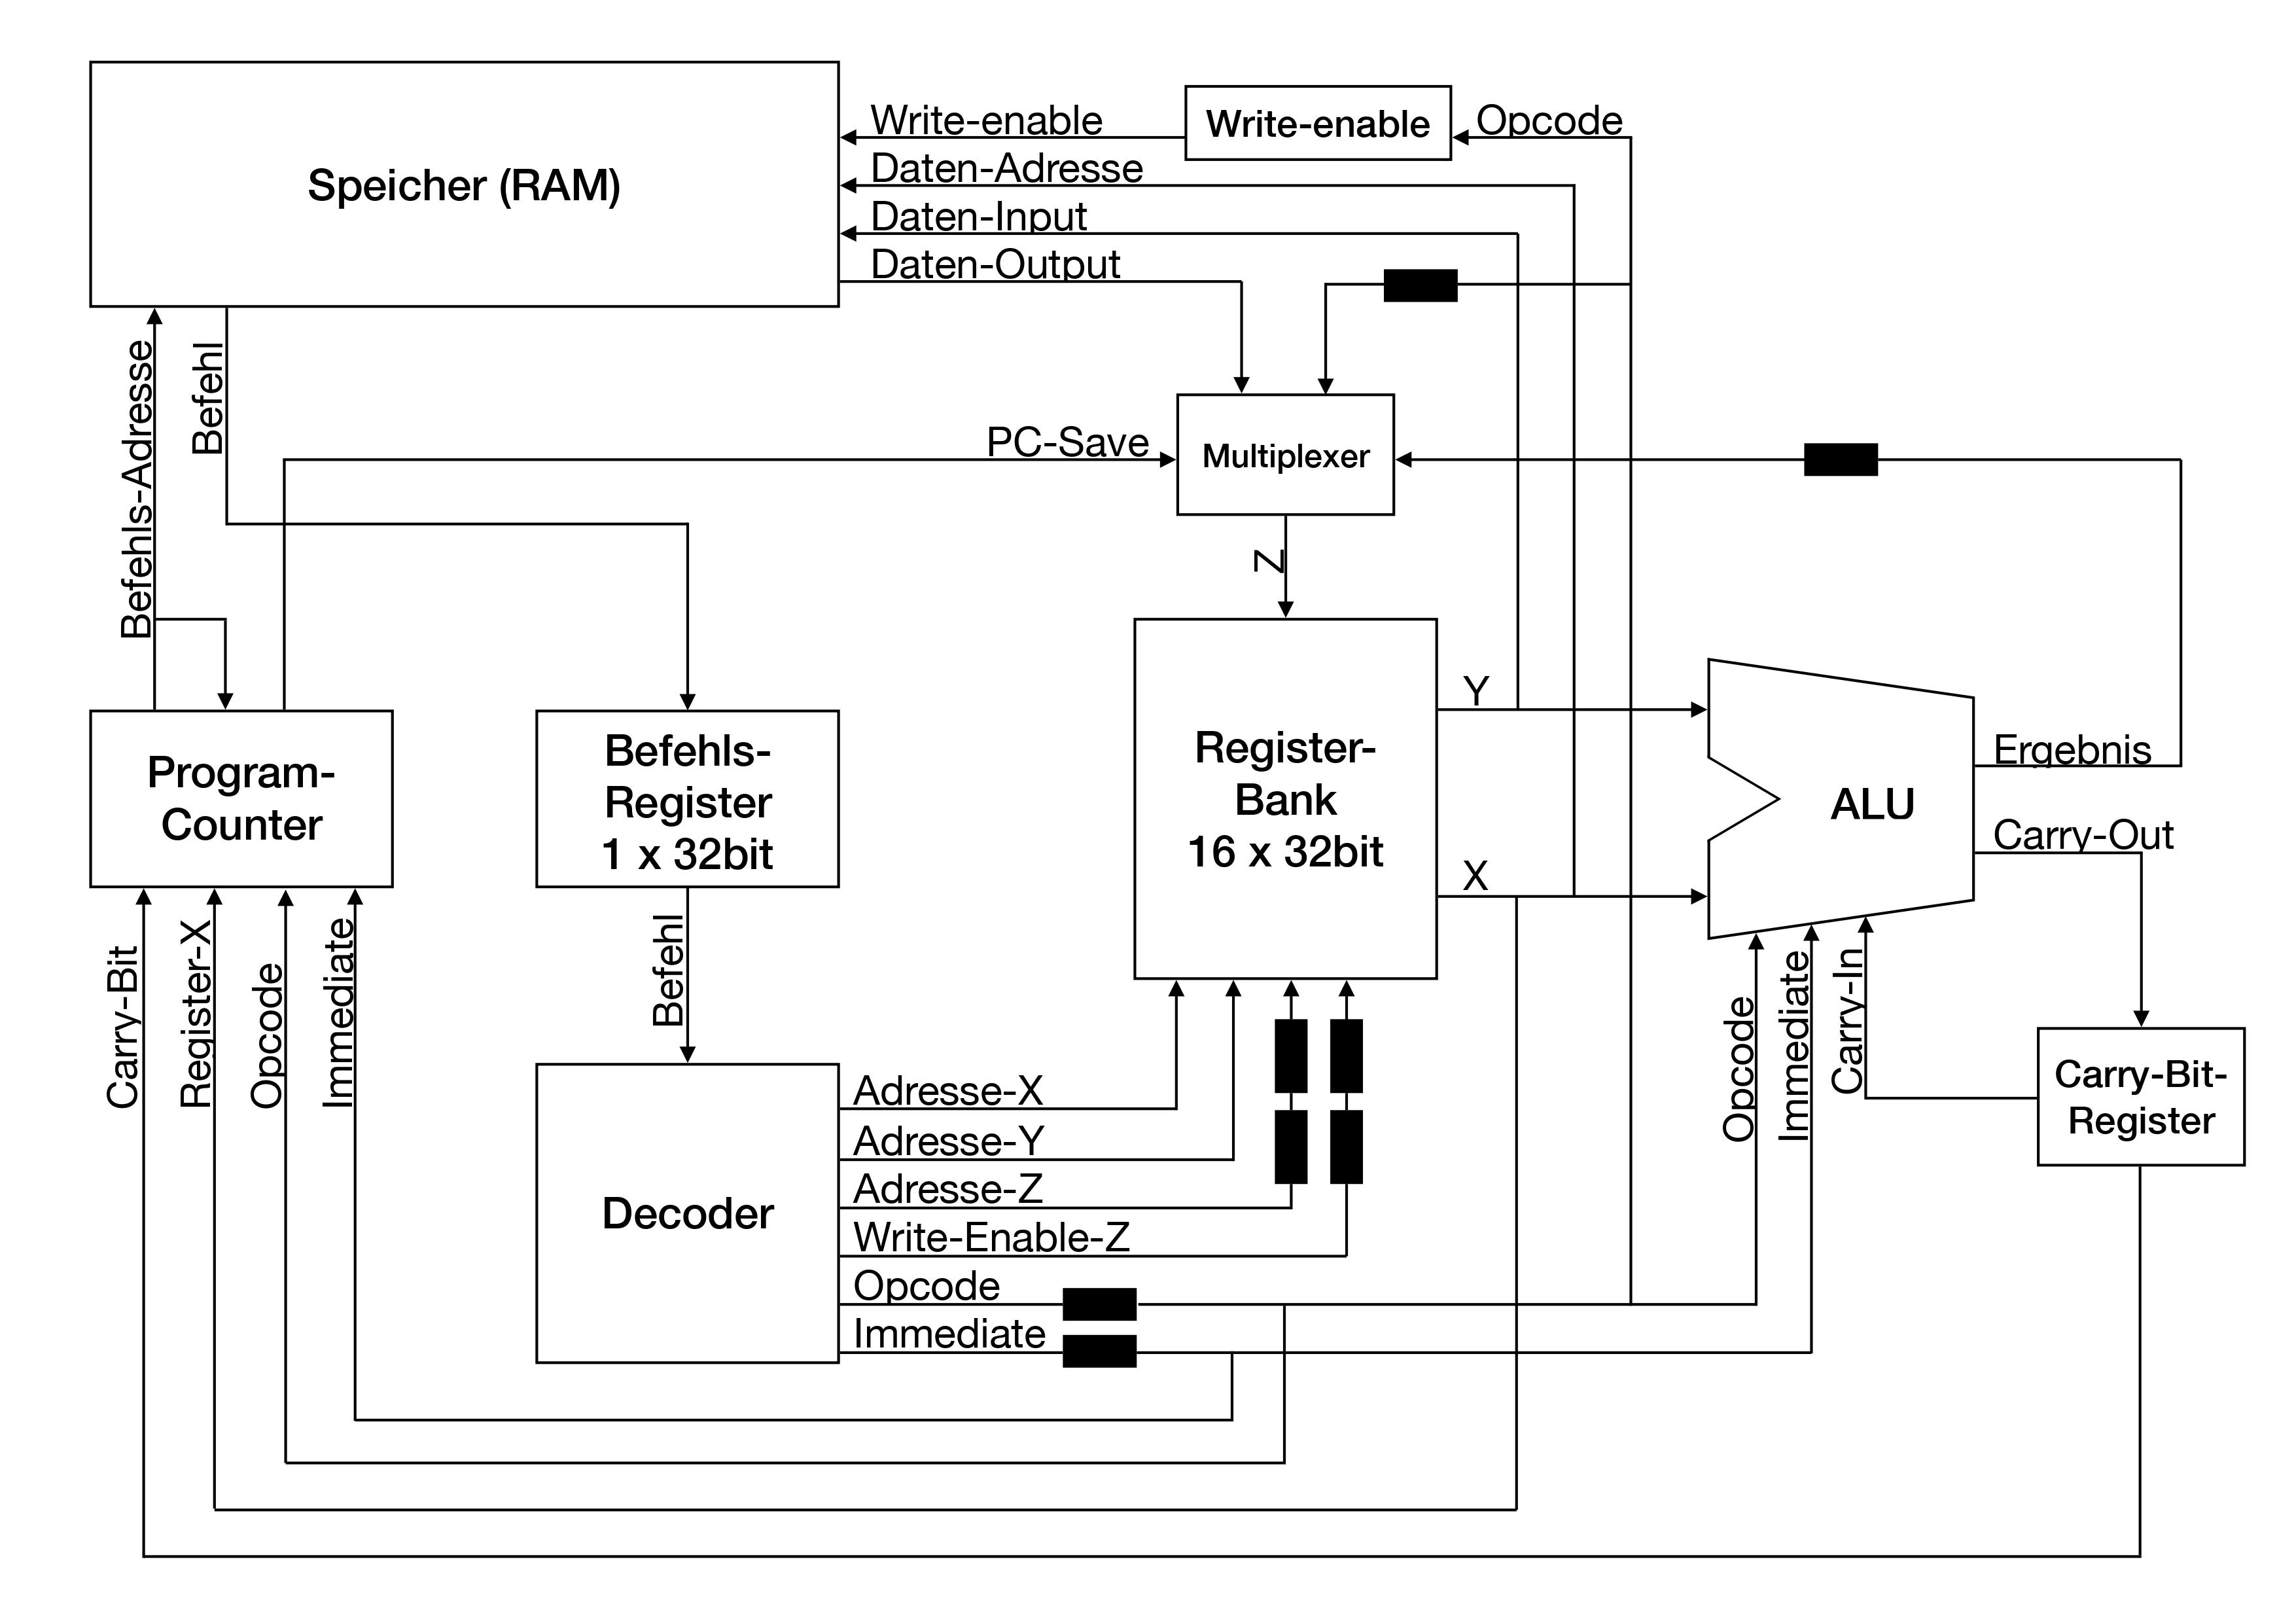 Write-enable
Write-enable
Opcode
Speicher (RAM)
Daten-Adresse
Daten-Input
Daten-Output
Befehls-Adresse
Befehl
PC-Save
Multiplexer
Z
Program-
Counter
Befehls-
Register
1 x 32bit
Register-
Bank
16 x 32bit
Y
X
ALU
Ergebnis
Carry-Out
Carry-Bit
Register-X
Opcode
Immediate
Befehl
Opcode
Immediate
Carry-In
Carry-Bit-
Register
Decoder
Adresse-X
Adresse-Y
Adresse-Z
Write-Enable-Z
Opcode
Immediate